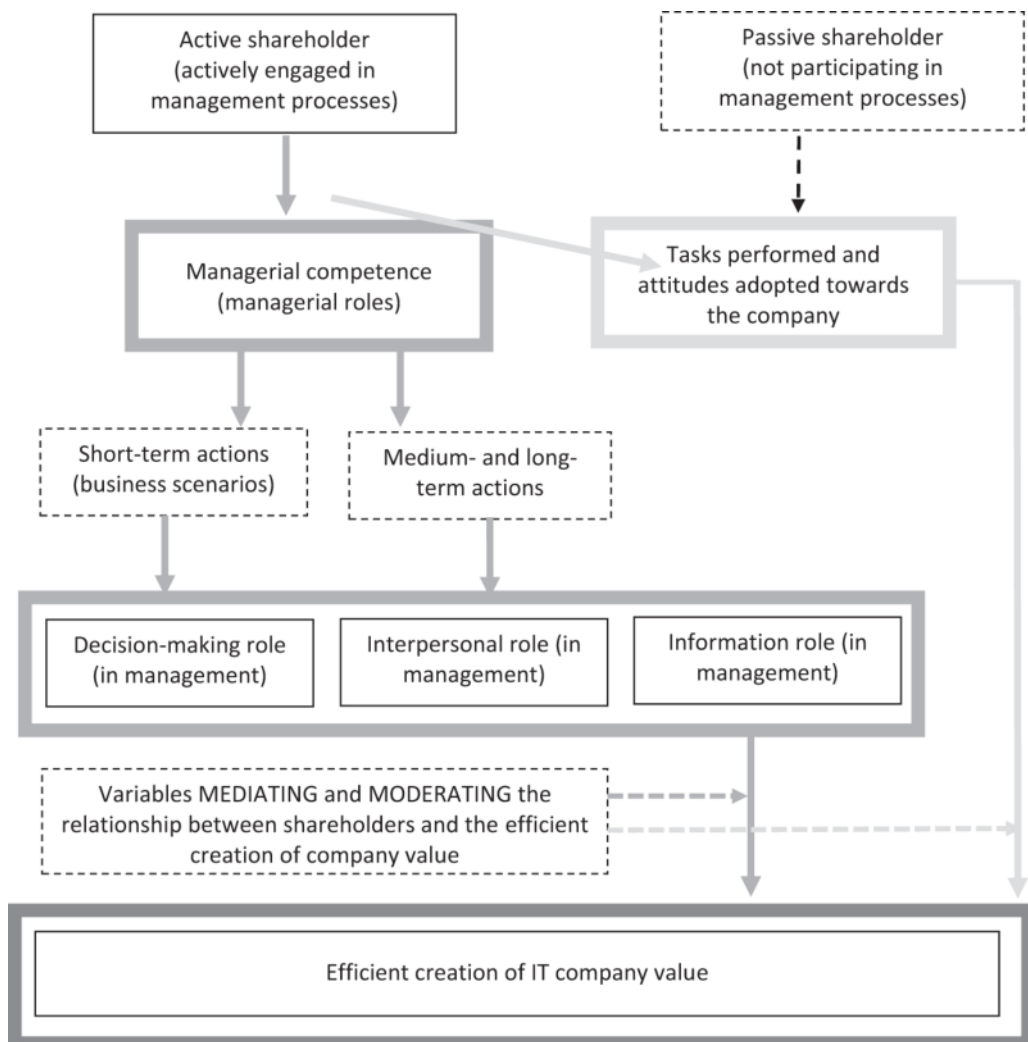 Active shareholder
(actively engaged in
management processes)
Passive shareholder
(not participating in
management processes)
Managerial competence
(managerial roles)
Tasks performed and
attitudes adopted towards
the company
Short-term actions
(business scenarios)
Medium- and long-
term actions
Decision-making role
(in management)
Interpersonal role (in
management)
Information role (in
management)
Variables MEDIATING and MODERATING the
relationship between shareholders and the efficient
creation of company value
Efficient creation of IT company value